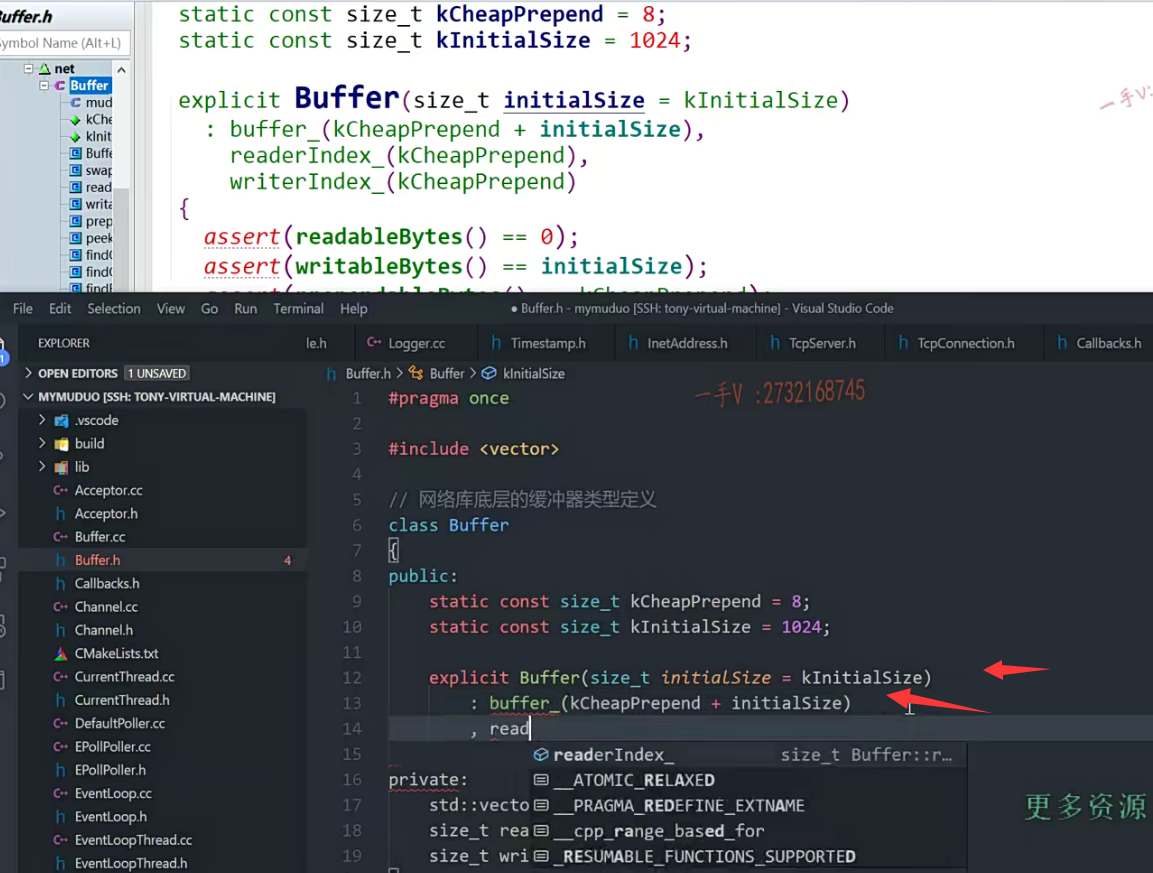 Buffer.h
static const size_t kCheapPrepend = 8;
Symbol Name (Alt+L)
static const size_t kInitialSize = 1024;
net
Buffer
mud
kChe
kInit
Buffe
swap
read
writa
prep
peek
find
find
explicit Buffer(size_t initialSize = kInitialSize)
: buffer_(kCheapPrepend + initialSize),
readerIndex_(kCheapPrepend),
writerIndex_(kCheapPrepend)
{
assert(readableBytes() == 0);
assert(writableBytes() == initialSize);
一手V:
File Edit Selection View Go Run Terminal Help
● Buffer.h - mymuduo [SSH: tony-virtual-machine] - Visual Studio Code
EXPLORER
le.h
Logger.cc
Timestamp.h
InetAddress.h
TcpServer.h
TcpConnection.h
Callbacks.h
OPEN EDITORS 1 UNSAVED
MYMUDUO [SSH: TONY-VIRTUAL-MACHINE]
.vscode
build
lib
Acceptor.cc
Acceptor.h
Buffer.cc
Buffer.h 4
Callbacks.h
Channel.cc
Channel.h
CMakeLists.txt
CurrentThread.cc
CurrentThread.h
DefaultPoller.cc
EPollPoller.cc
EPollPoller.h
EventLoop.cc
EventLoop.h
EventLoopThread.cc
EventLoopThread.h
Buffer.h > Buffer > kInitialSize
一手V :2732168745
1 #pragma once
2
3 #include <vector>
4
5 // 网络库底层的缓冲器类型定义
6 class Buffer
7 {
8 public:
9 static const size_t kCheapPrepend = 8;
10 static const size_t kInitialSize = 1024;
11
12 explicit Buffer(size_t initialSize = kInitialSize)
13 : buffer_(kCheapPrepend + initialSize)
14 , read
15
16 private:
17 std::vecto
18 size_t rea
19 size_t wri
readerIndex_ size_t Buffer::r…
__ATOMIC_RELAXED
__PRAGMA_REDEFINE_EXTNAME
__cpp_range_based_for
_RESUMABLE_FUNCTIONS_SUPPORTED
更多资源